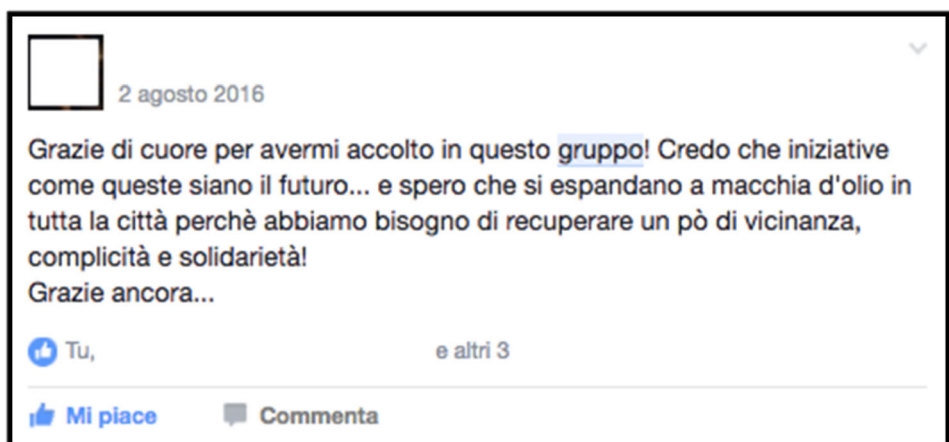 2 agosto 2016
Grazie di cuore per avermi accolto in questo gruppo! Credo che iniziative
come queste siano il futuro... e spero che si espandano a macchia d'olio in
tutta la città perchè abbiamo bisogno di recuperare un pò di vicinanza,
complicità e solidarietà!
Grazie ancora...
Tu, e altri 3
Mi piace Commenta